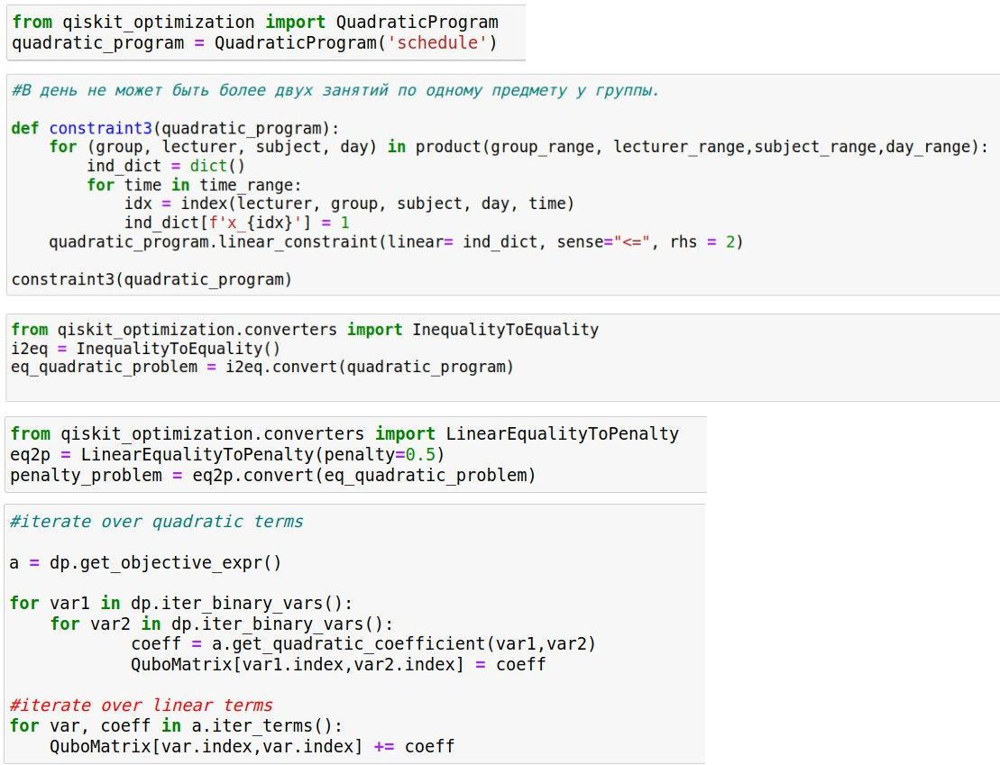 from qiskit_optimization import QuadraticProgram
quadratic_program = QuadraticProgram('schedule')
#В день не может быть более двух занятий по одному предмету у группы.
def constraint3(quadratic_program):
    for (group, lecturer, subject, day) in product(group_range, lecturer_range,subject_range,day_range):
        ind_dict = dict()
        for time in time_range:
            idx = index(lecturer, group, subject, day, time)
            ind_dict[f'x_{idx}'] = 1
    quadratic_program.linear_constraint(linear= ind_dict, sense="<=", rhs = 2)
constraint3(quadratic_program)
from qiskit_optimization.converters import InequalityToEquality
i2eq = InequalityToEquality()
eq_quadratic_problem = i2eq.convert(quadratic_program)
from qiskit_optimization.converters import LinearEqualityToPenalty
eq2p = LinearEqualityToPenalty(penalty=0.5)
penalty_problem = eq2p.convert(eq_quadratic_problem)
#iterate over quadratic terms
a = dp.get_objective_expr()
for var1 in dp.iter_binary_vars():
    for var2 in dp.iter_binary_vars():
            coeff = a.get_quadratic_coefficient(var1,var2)
            QuboMatrix[var1.index,var2.index] = coeff
#iterate over linear terms
for var, coeff in a.iter_terms():
    QuboMatrix[var.index,var.index] += coeff